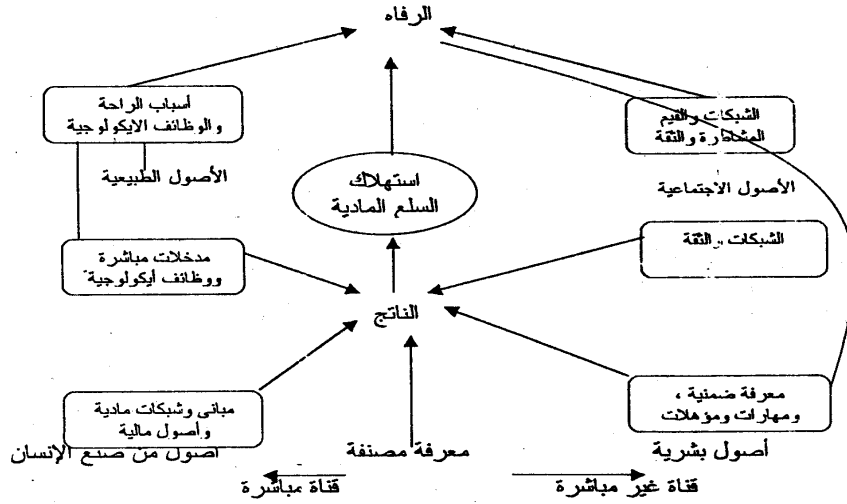 الرفاه
الشبكات والقيم
المشاطرة والثقة
أسباب الراحة
والوظائف الايكولوجية
الأصول الاجتماعية
استهلاك
السلع المادية
الأصول الطبيعية
الشبكات والثقة
مدخلات مباشرة
ووظائف أيكولوجية
الناتج
معرفة ضمنية ،
ومهارات ومؤهلات
مبانى وشبكات مادية
وأصول مالية
أصول بشرية
معرفة مصنفة
أصول من صنع الإنسان
قناة غير مباشرة
قناة مباشرة